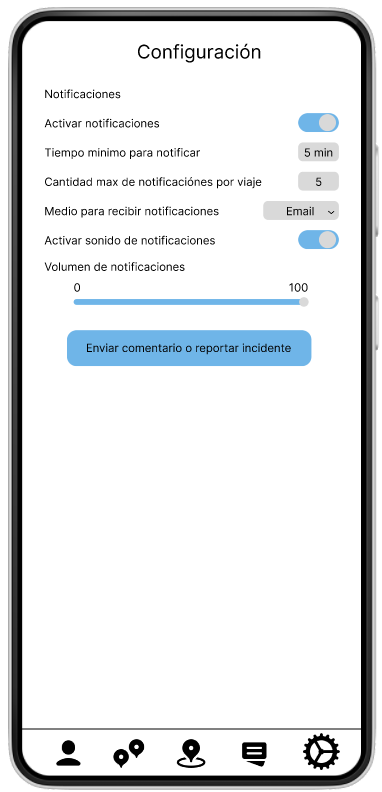 Configuración
Notificaciones
Activar notificaciones
Tiempo minimo para notificar 5 min
Cantidad max de notificaciónes por viaje 5
Medio para recibir notificaciones Email
Activar sonido de notificaciones
Volumen de notificaciones
0 100
Enviar comentario o reportar incidente